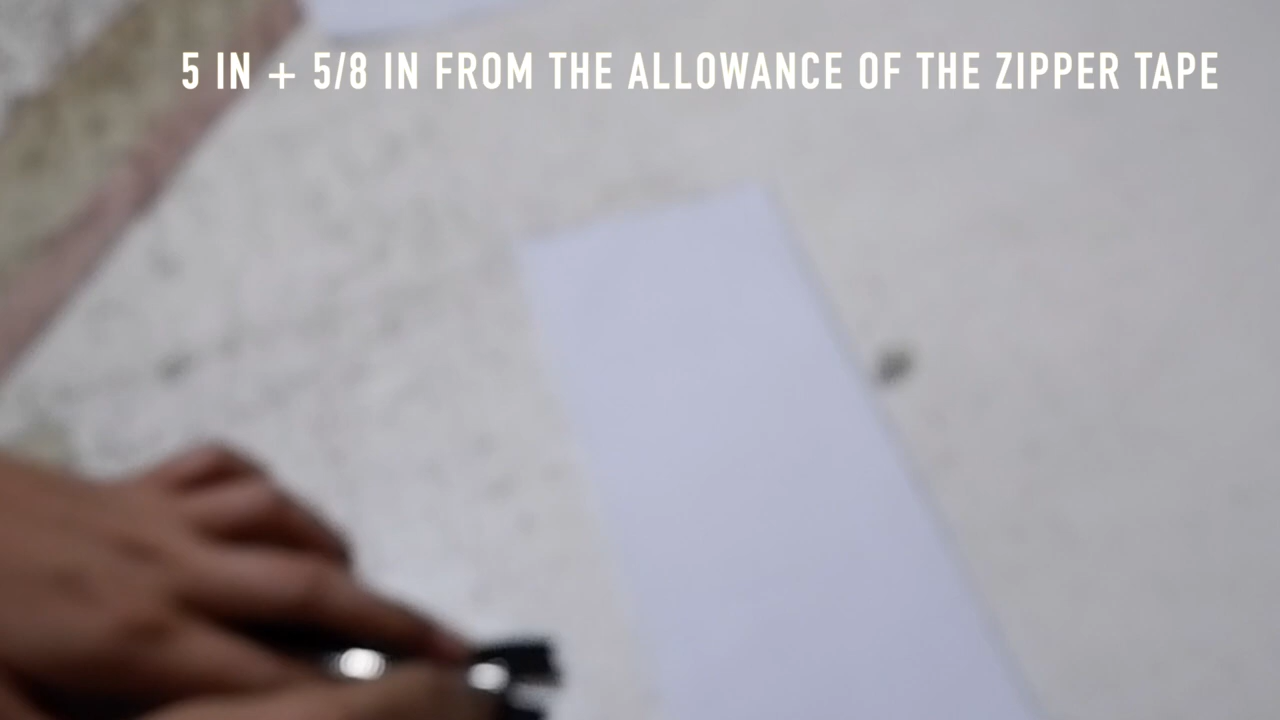 5 IN + 5/8 IN FROM THE ALLOWANCE OF THE ZIPPER TAPE